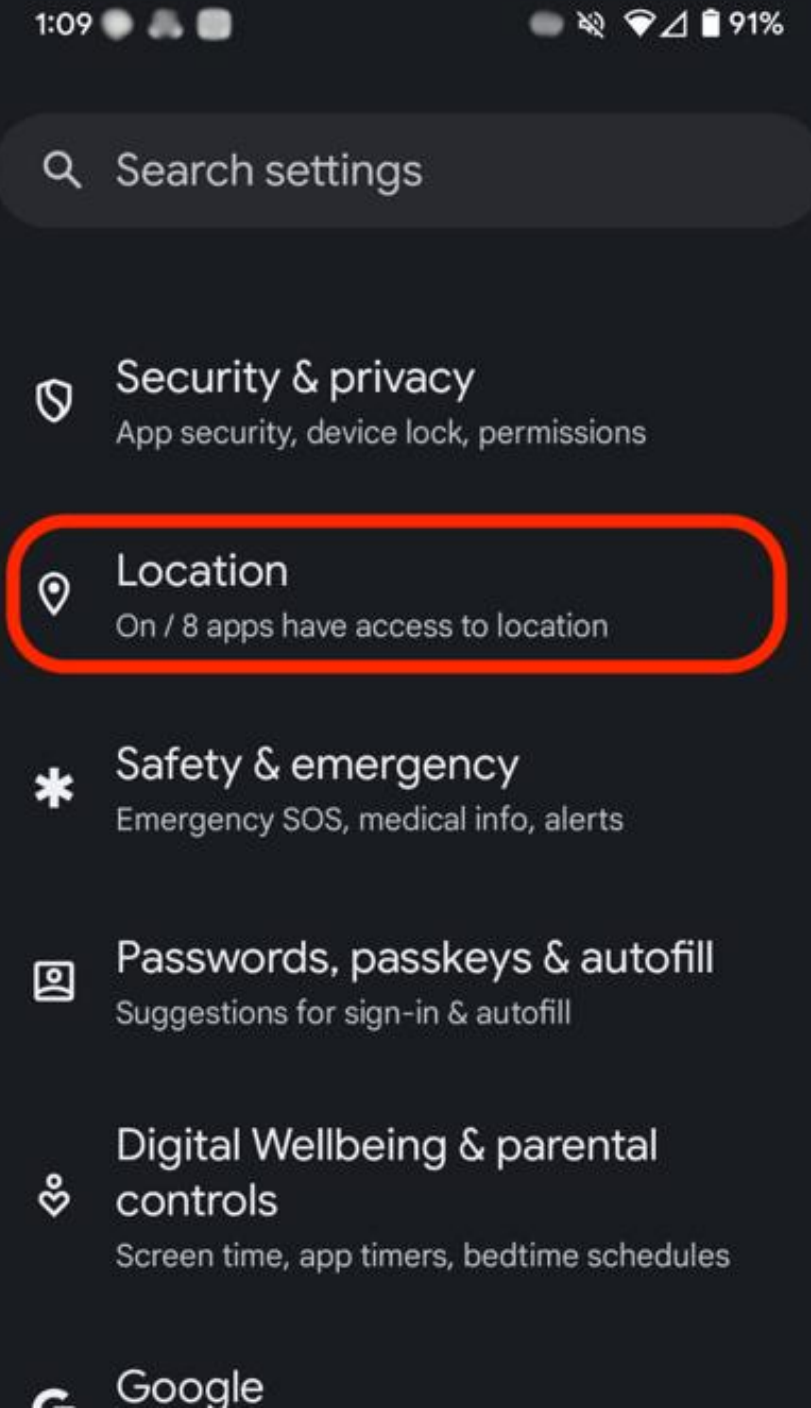 1:09 91%
Search settings
Security & privacy
App security, device lock, permissions
Location
On / 8 apps have access to location
Safety & emergency
Emergency SOS, medical info, alerts
Passwords, passkeys & autofill
Suggestions for sign-in & autofill
Digital Wellbeing & parental
controls
Screen time, app timers, bedtime schedules
Google